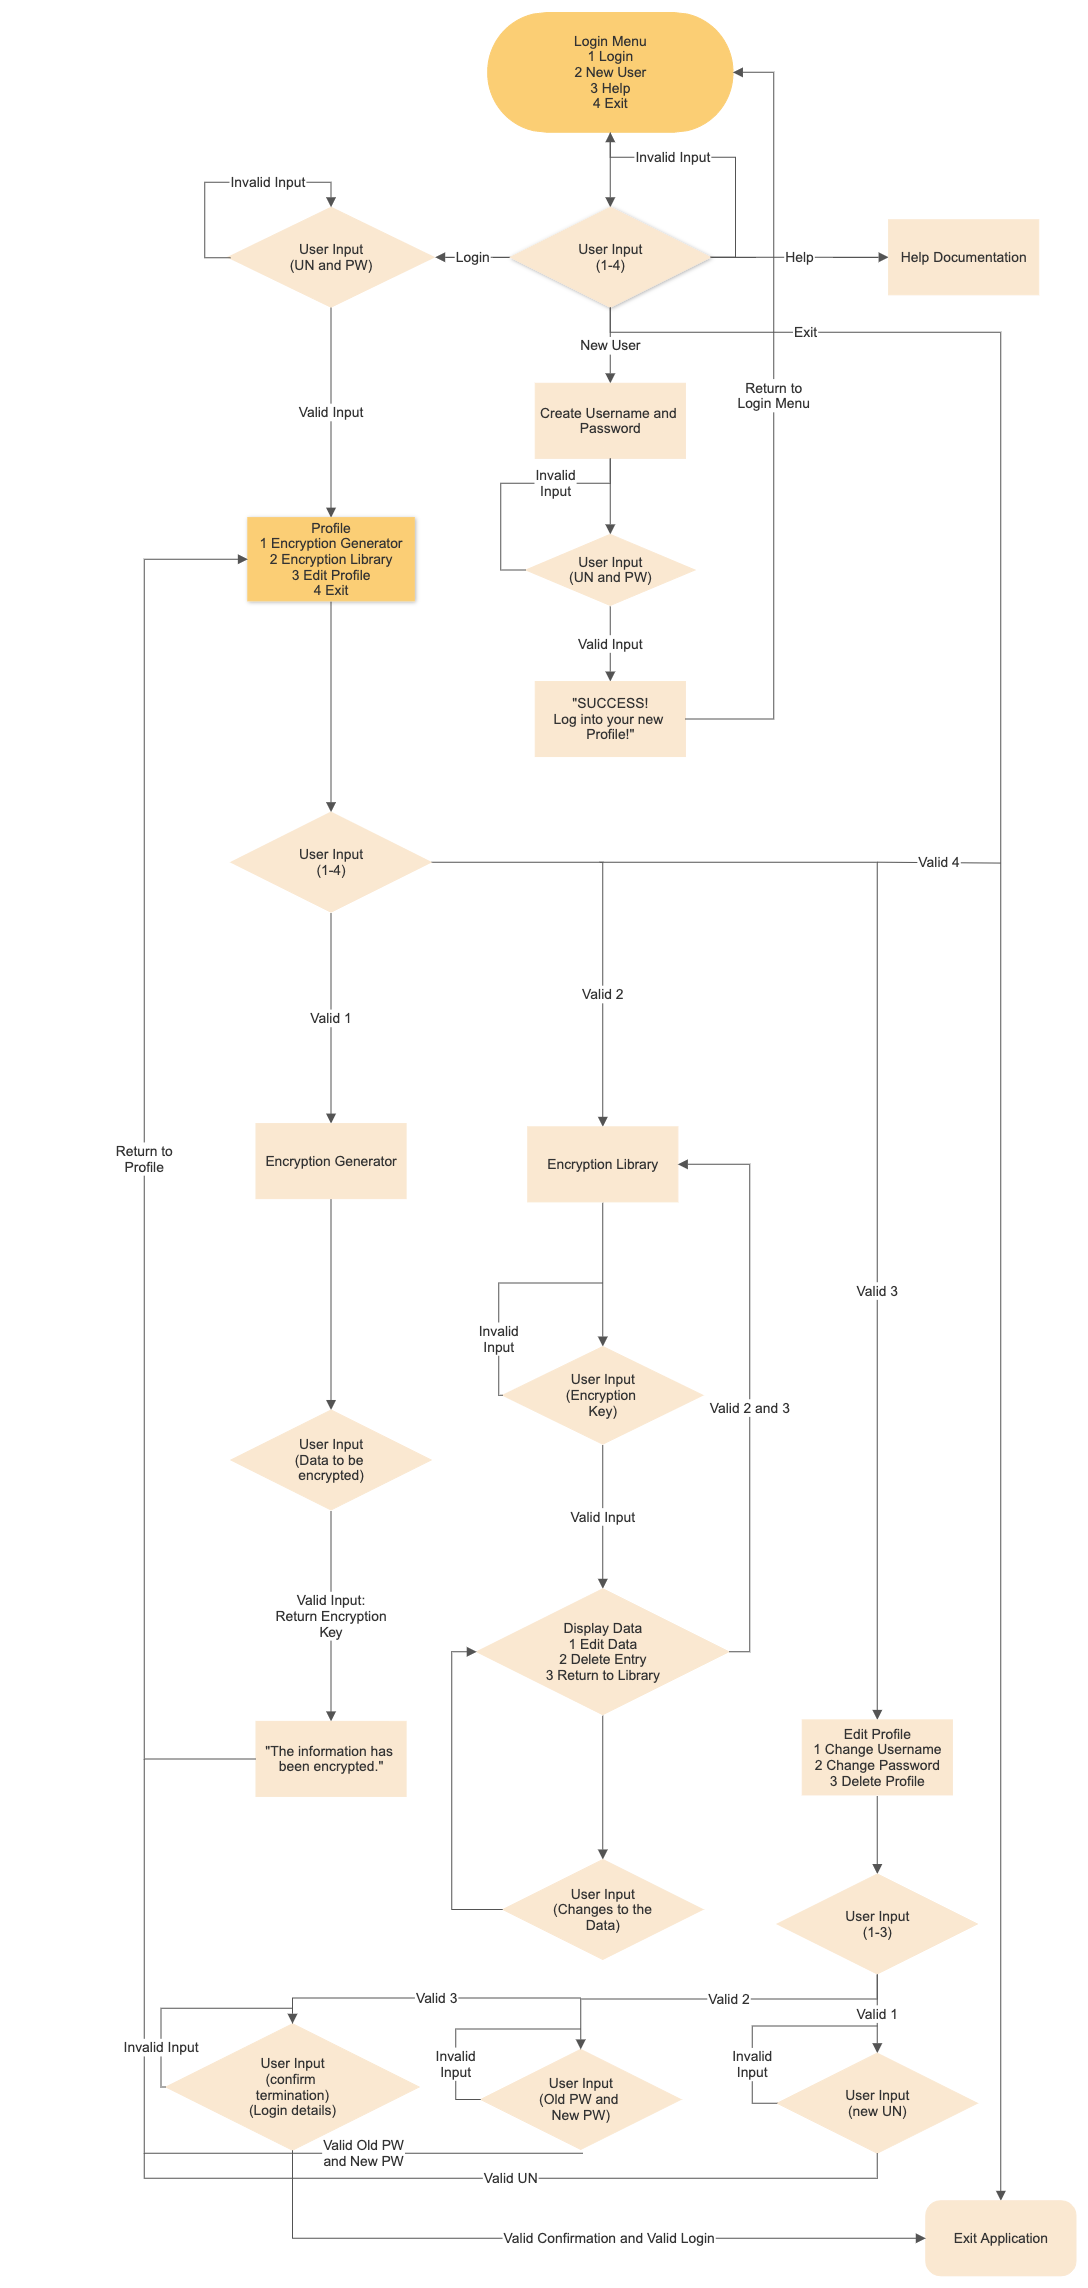 Login Menu
1 Login
2 New User
3 Help
4 Exit
Invalid Input
Invalid Input
User Input
(UN and PW)
Login
User Input
(1-4)
Help
Help Documentation
Exit
New User
Return to
Login Menu
Valid Input
Create Username and
Password
Invalid
Input
Profile
1 Encryption Generator
2 Encryption Library
3 Edit Profile
4 Exit
User Input
(UN and PW)
Valid Input
"SUCCESS!
Log into your new
Profile!"
User Input
(1-4)
Valid 4
Valid 2
Valid 1
Return to
Profile
Encryption Generator
Encryption Library
Valid 3
Invalid
Input
User Input
(Encryption
Key)
Valid 2 and 3
User Input
(Data to be
encrypted)
Valid Input
Valid Input:
Return Encryption
Key
Display Data
1 Edit Data
2 Delete Entry
3 Return to Library
"The information has
been encrypted."
Edit Profile
1 Change Username
2 Change Password
3 Delete Profile
User Input
(Changes to the
Data)
User Input
(1-3)
Valid 3
Valid 2
Valid 1
Invalid Input
User Input
(confirm
termination)
(Login details)
Invalid
Input
User Input
(Old PW and
New PW)
Invalid
Input
User Input
(new UN)
Valid Old PW
and New PW
Valid UN
Valid Confirmation and Valid Login
Exit Application